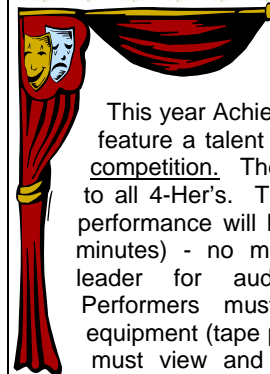 This year Achie
feature a talent
competition. The
to all 4-Her's. T
performance will
minutes) - no m
leader for aud
Performers must
equipment (tape p
must view and